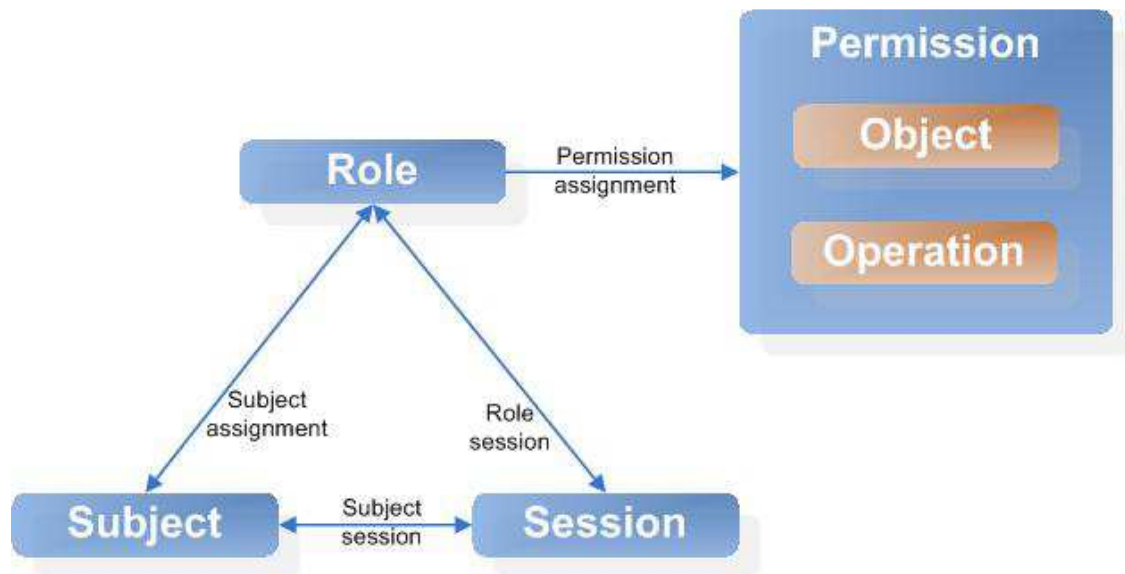 Permission
Object
Role
Permission
assignment
Operation
Subject
assignment
Role
session
Subject
Subject
session
Session